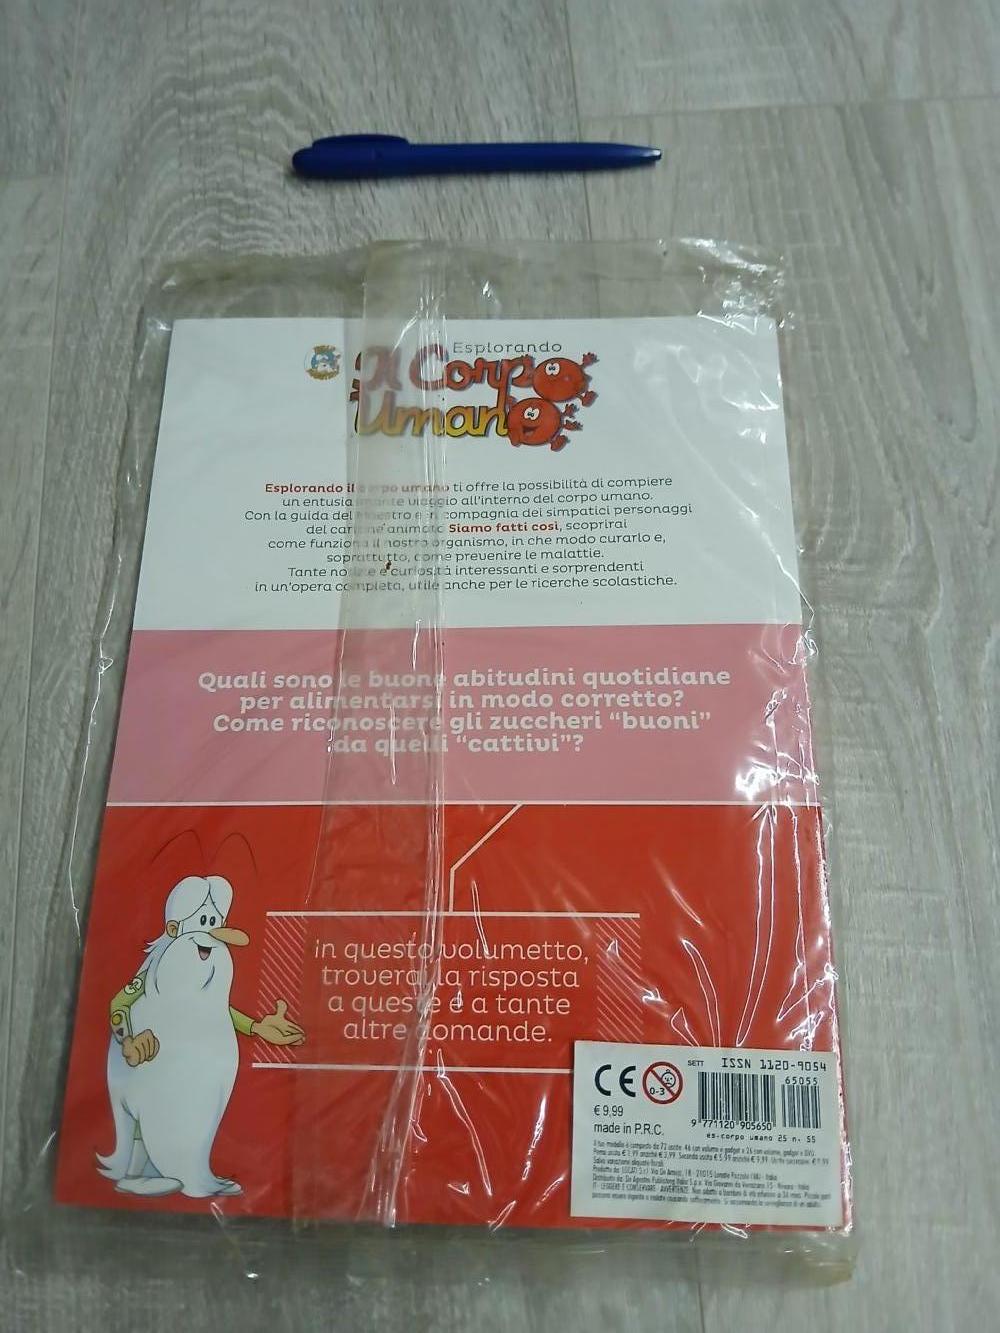 Esplorando
Il Corpo
Umano
Esplorando il corpo umano ti offre la possibilità di compiere
un entusiasmante viaggio all'interno del corpo umano.
Con la guida del Maestro e in compagnia dei simpatici personaggi
del cartone animato Siamo fatti così, scoprirai
come funziona il nostro organismo, in che modo curarlo e,
soprattutto, come prevenire le malattie.
Tante notizie e curiosità interessanti e sorprendenti
in un'opera completa, utile anche per le ricerche scolastiche.
Quali sono le buone abitudini quotidiane
per alimentarsi in modo corretto?
Come riconoscere gli zuccheri “buoni”
da quelli “cattivi”?
in questo volumetto,
troverai la risposta
a queste e a tante
altre domande.
CE
0-3
SETT ISSN 1120-9054
65055
9 771120 905650
€ 9,99
made in P.R.C.
es-corpo umano 25 n. 55